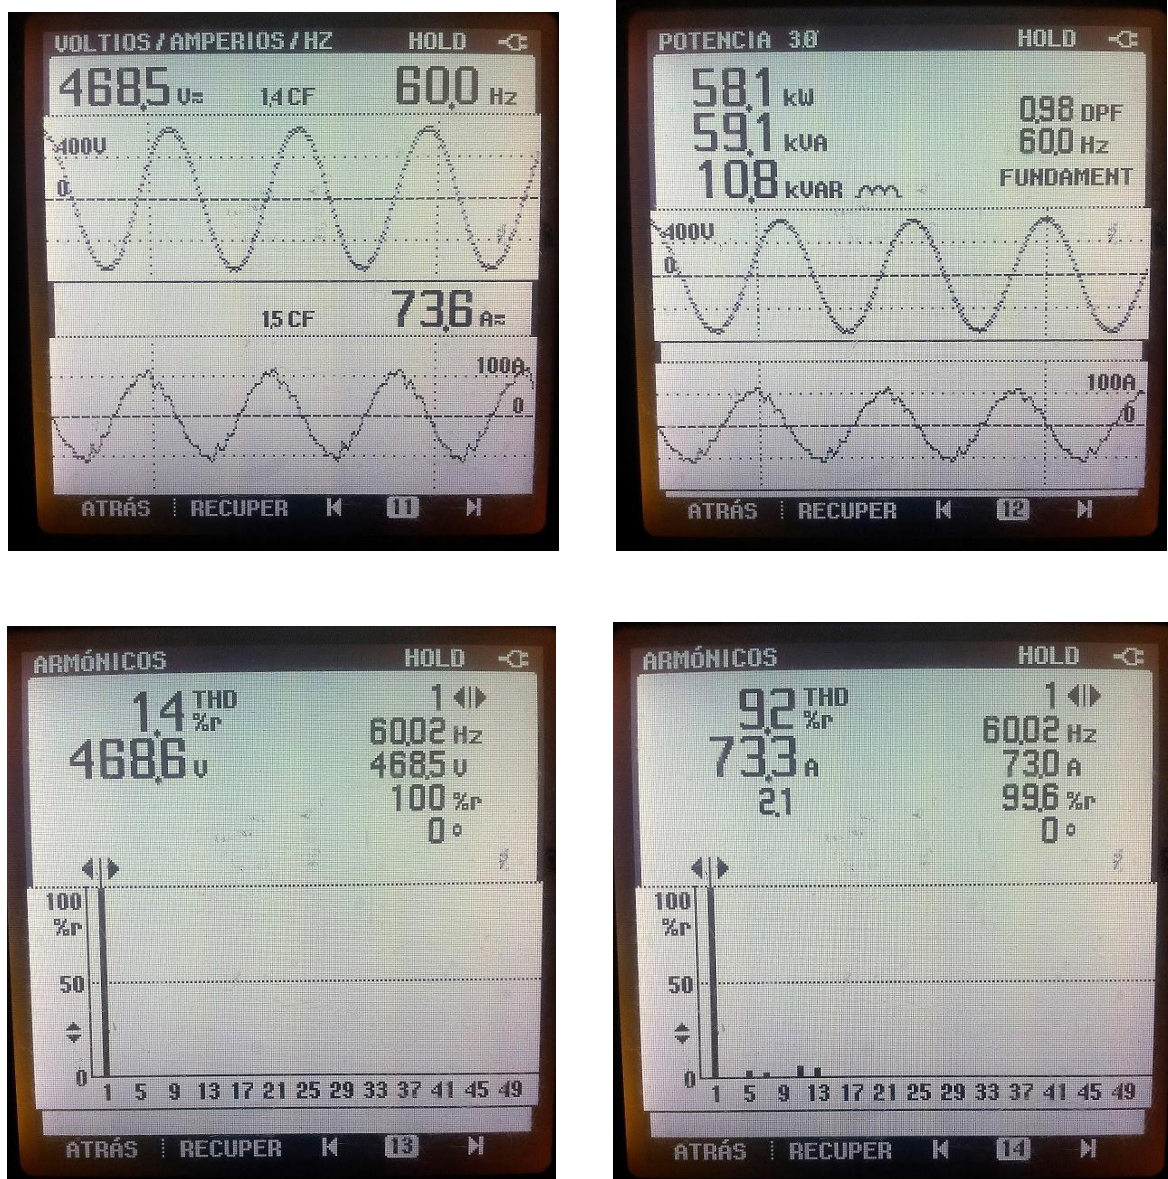 VOLTIOS/AMPERIOS/HZ HOLD
468,5 V≂ 1,4 CF 60,0 Hz
400V
0
1,5 CF 73,6 A≂
100A
0
ATRÁS RECUPER 11
POTENCIA 3.0 HOLD
58,1 kW
0,98 DPF
59,1 kVA
60,0 Hz
10,8 kVAR
FUNDAMENT
400V
0
100A
0
ATRÁS RECUPER 12
ARMÓNICOS HOLD
1,4 THD %r 1
60,02 Hz
468,6 V
468,5 V
100 %r
0 °
100
%r
50
0
1 5 9 13 17 21 25 29 33 37 41 45 49
ATRÁS RECUPER 13
ARMÓNICOS HOLD
9,2 THD %r 1
60,02 Hz
73,3 A
73,0 A
2,1
99,6 %r
0 °
100
%r
50
0
1 5 9 13 17 21 25 29 33 37 41 45 49
ATRÁS RECUPER 14